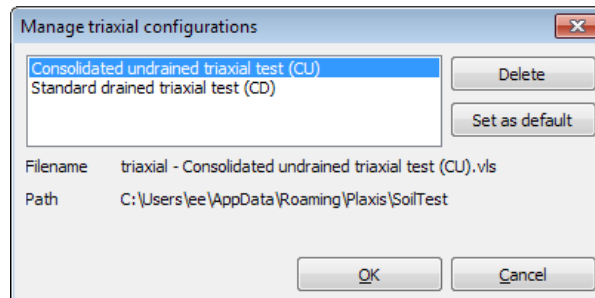 Manage triaxial configurations
Consolidated undrained triaxial test (CU)
Standard drained triaxial test (CD)
Delete
Set as default
Filename triaxial - Consolidated undrained triaxial test (CU).vls
Path C:\Users\ee\AppData\Roaming\Plaxis\SoilTest
OK Cancel